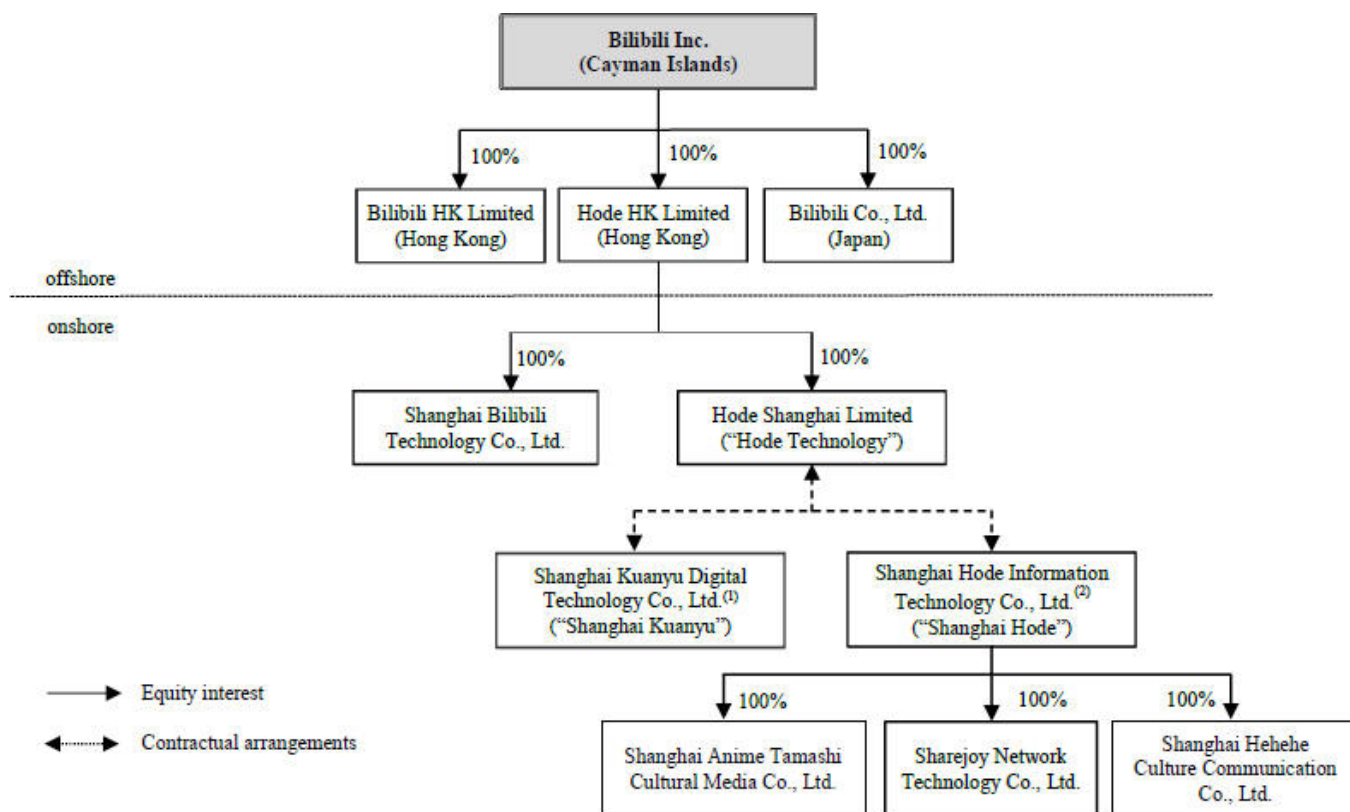 Bilibili Inc.
(Cayman Islands)
100%
100%
100%
Bilibili HK Limited
(Hong Kong)
Hode HK Limited
(Hong Kong)
Bilibili Co., Ltd.
(Japan)
offshore
onshore
100%
100%
Shanghai Bilibili
Technology Co., Ltd.
Hode Shanghai Limited
(“Hode Technology”)
Shanghai Kuanyu Digital
Technology Co., Ltd.(1)
(“Shanghai Kuanyu”)
Shanghai Hode Information
Technology Co., Ltd.(2)
(“Shanghai Hode”)
Equity interest
Contractual arrangements
100%
100%
100%
Shanghai Anime Tamashi
Cultural Media Co., Ltd.
Sharejoy Network
Technology Co., Ltd.
Shanghai Hehehe
Culture Communication
Co., Ltd.